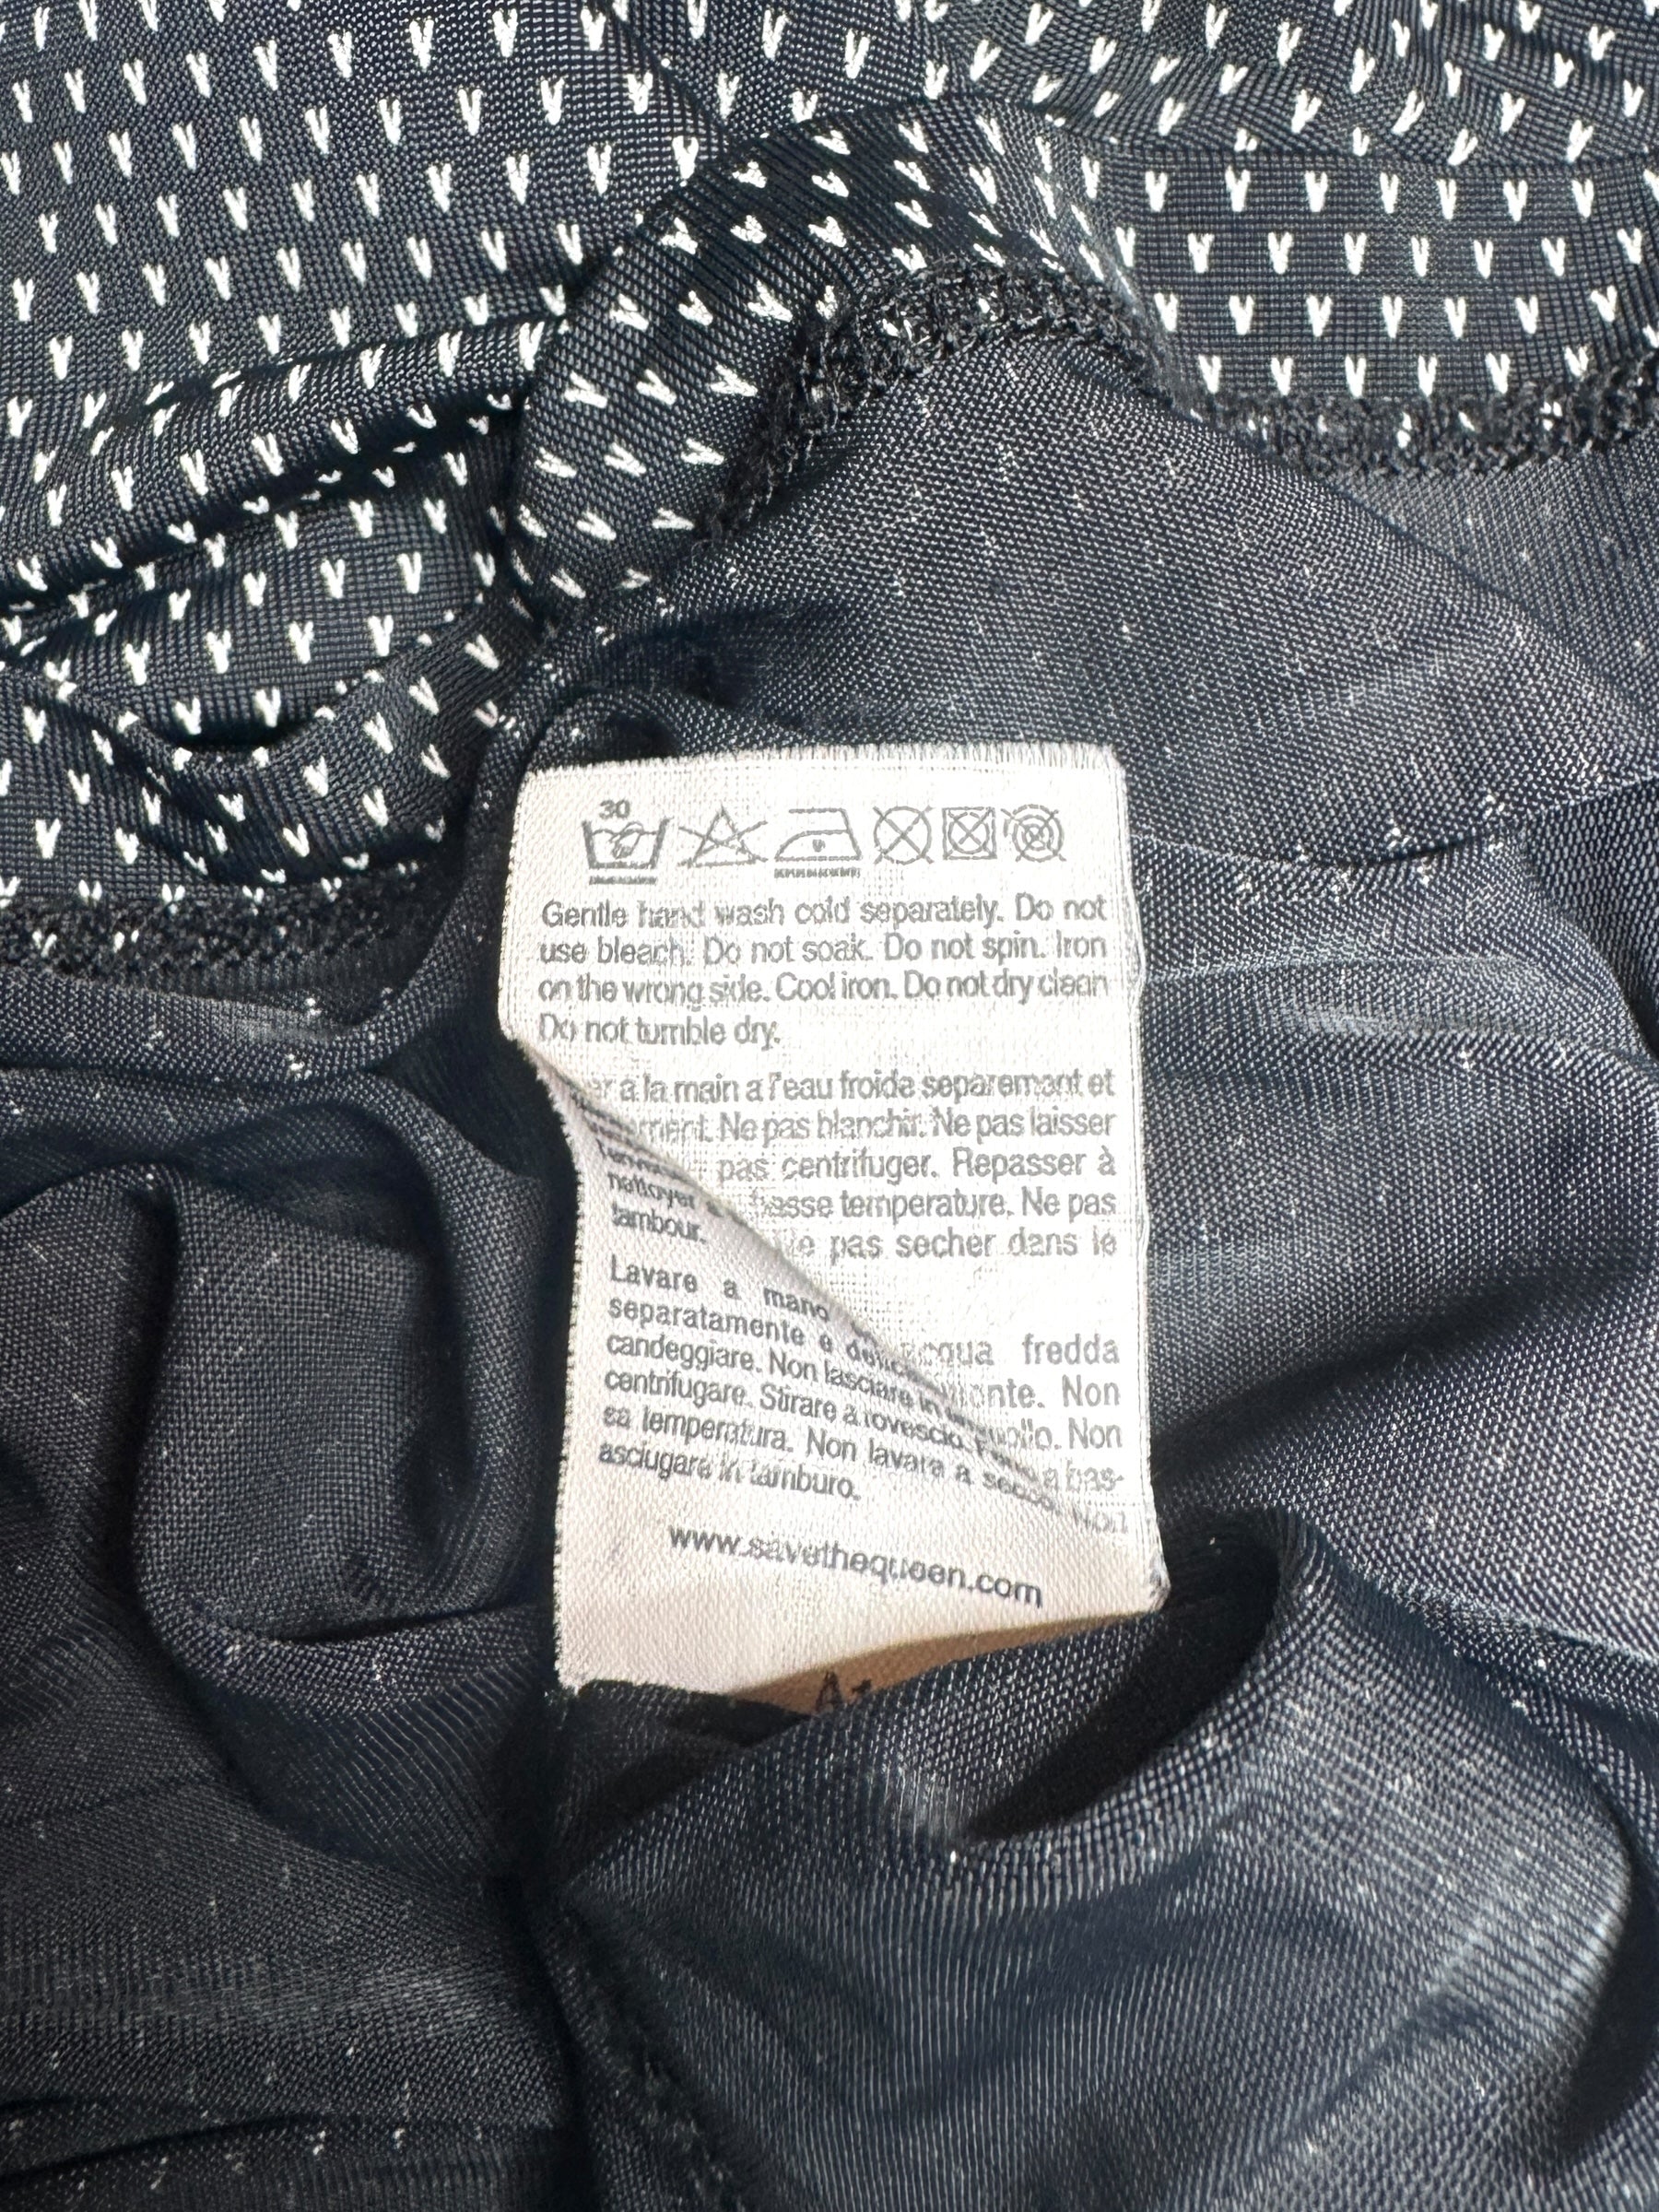 30
Gentle hand wash cold separately. Do not
use bleach. Do not soak. Do not spin. Iron
on the wrong side. Cool iron. Do not dry clean
Do not tumble dry.
à la main a l'eau froide separemant et
Ne pas blanchir. Ne pas laisser
pas centrifuger. Repasser à
basse temperature. Ne pas
nettoyer
pas secher dans le
tambour.
Lavare a mano acqua fredda
separatamente e Non
candeggiare. Non lasciare in Non
centrifugare. Stirare a rovescio. a bas-
sa temperatura. Non lavare a secco. Non
asciugare in tamburo.
www.savethequeen.com